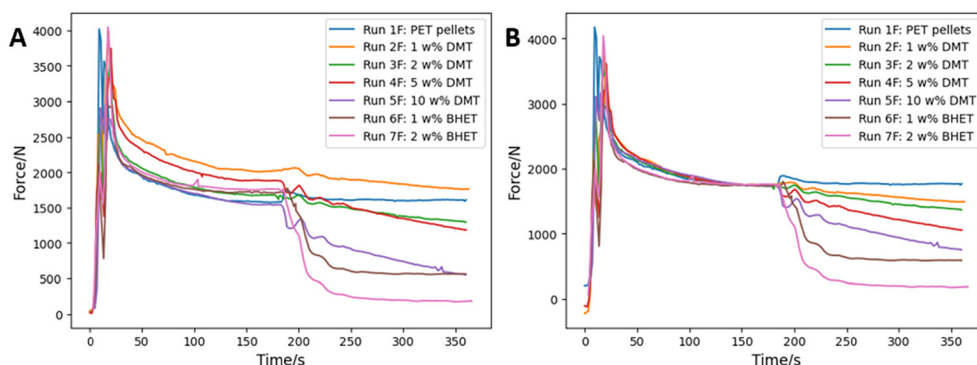 A
Force/N
4000
3500
3000
2500
2000
1500
1000
500
0
Run 1F: PET pellets
Run 2F: 1 w% DMT
Run 3F: 2 w% DMT
Run 4F: 5 w% DMT
Run 5F: 10 w% DMT
Run 6F: 1 w% BHET
Run 7F: 2 w% BHET
0 50 100 150 200 250 300 350
Time/s
B
Force/N
4000
3000
2000
1000
0
Run 1F: PET pellets
Run 2F: 1 w% DMT
Run 3F: 2 w% DMT
Run 4F: 5 w% DMT
Run 5F: 10 w% DMT
Run 6F: 1 w% BHET
Run 7F: 2 w% BHET
0 50 100 150 200 250 300 350
Time/s